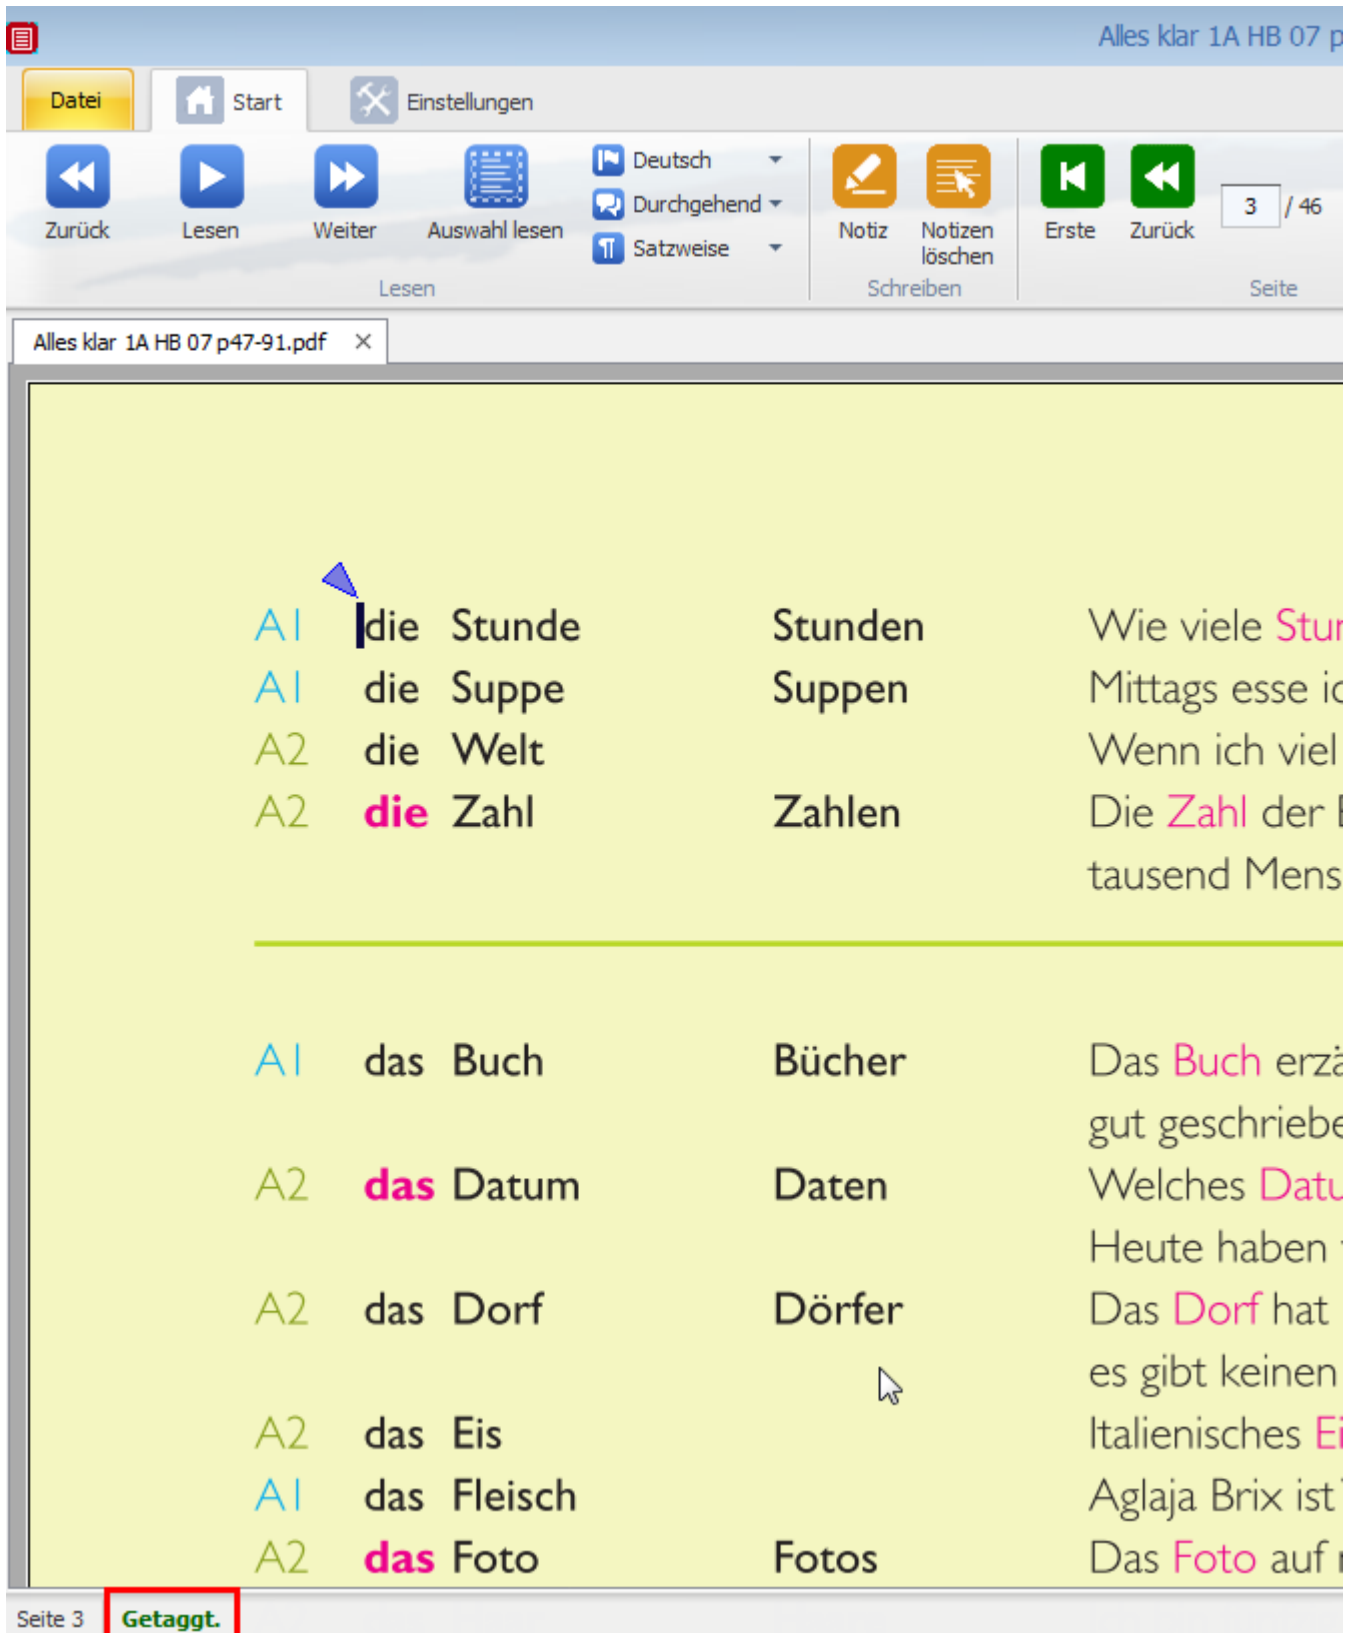 Alles klar 1A HB 07 p
Datei Start Einstellungen
Zurück Lesen Weiter Auswahl lesen
Deutsch
Durchgehend
Satzweise
Lesen
Notiz Notizen löschen
Schreiben
Erste Zurück 3 / 46
Seite
Alles klar 1A HB 07 p47-91.pdf
A1 die Stunde Stunden Wie viele Stun
A1 die Suppe Suppen Mittags esse ic
A2 die Welt Wenn ich viel
A2 die Zahl Zahlen Die Zahl der
tausend Mens
A1 das Buch Bücher Das Buch erzä
gut geschriebe
A2 das Datum Daten Welches Datu
Heute haben
A2 das Dorf Dörfer Das Dorf hat
es gibt keinen
A2 das Eis Italienisches Ei
A1 das Fleisch Aglaja Brix ist
A2 das Foto Fotos Das Foto auf
Seite 3 Getaggt.